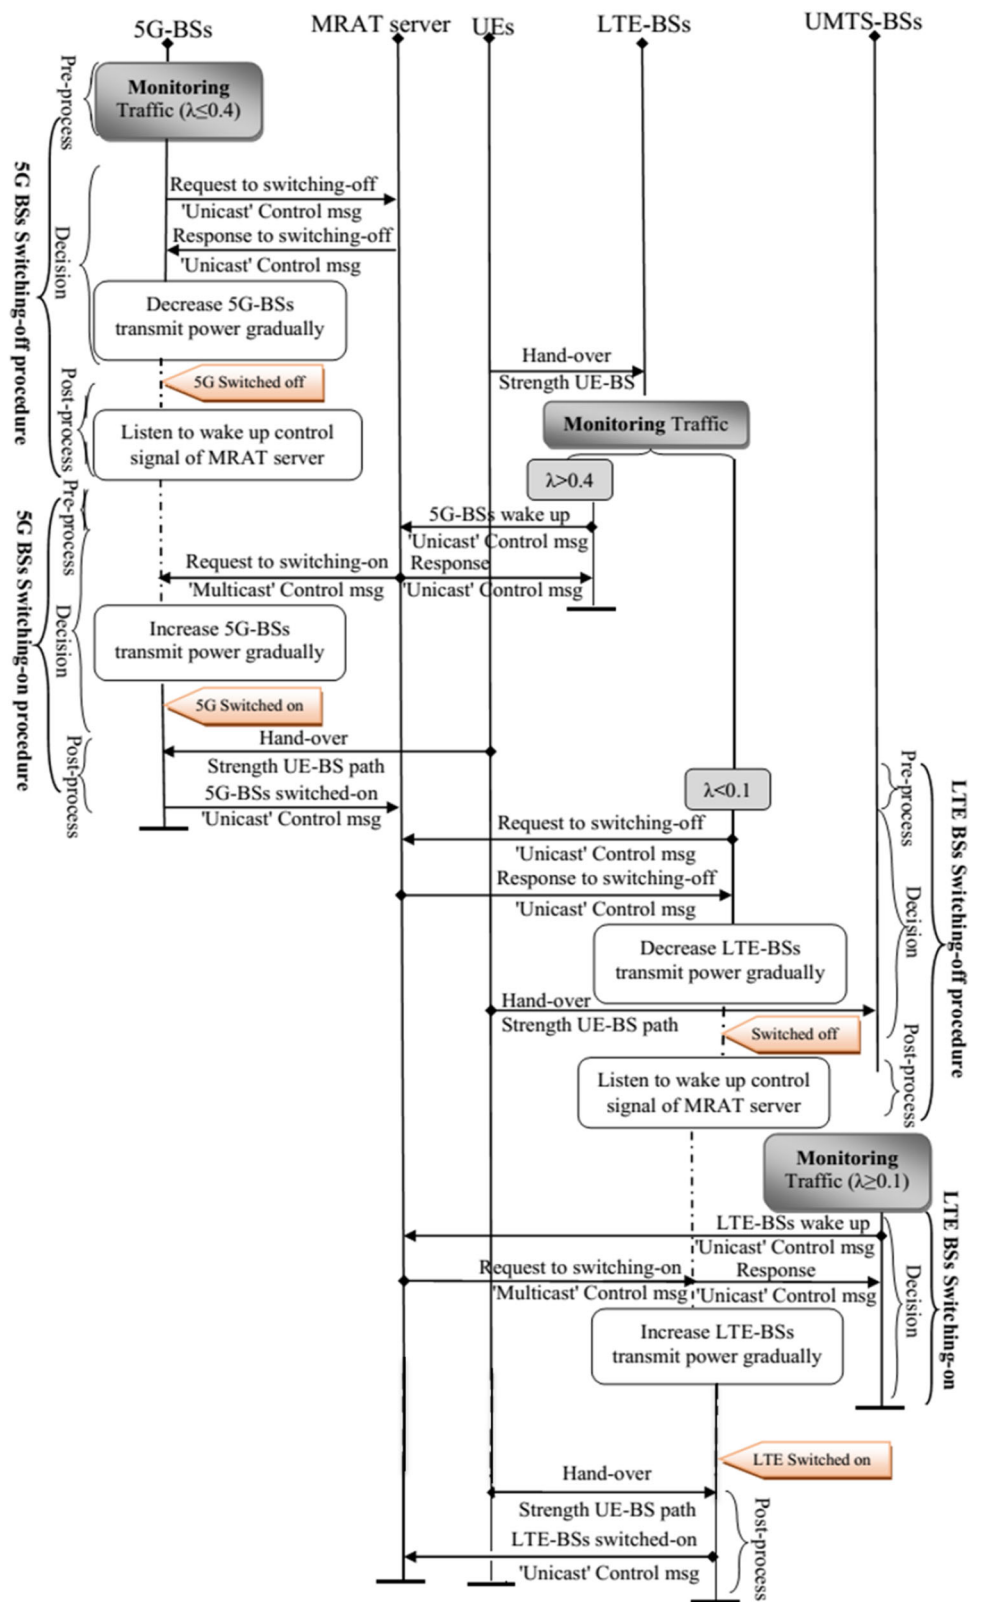 5G-BSs
MRAT server
UEs
LTE-BSs
UMTS-BSs
Pre-process
Monitoring
Traffic (λ≤0.4)
5G BSs Switching-off procedure
Decision
Request to switching-off
'Unicast' Control msg
Response to switching-off
'Unicast' Control msg
Decrease 5G-BSs
transmit power gradually
Hand-over
Strength UE-BS
5G Switched off
Post-process
Listen to wake up control
signal of MRAT server
Monitoring Traffic
λ>0.4
Pre-process
5G BSs Switching-on procedure
5G-BSs wake up
'Unicast' Control msg
Request to switching-on
'Multicast' Control msg
Response
'Unicast' Control msg
Decision
Increase 5G-BSs
transmit power gradually
5G Switched on
Hand-over
Strength UE-BS path
Post-process
5G-BSs switched-on
'Unicast' Control msg
λ<0.1
Pre-process
LTE BSs Switching-off procedure
Request to switching-off
'Unicast' Control msg
Response to switching-off
'Unicast' Control msg
Decision
Decrease LTE-BSs
transmit power gradually
Hand-over
Strength UE-BS path
Switched off
Post-process
Listen to wake up control
signal of MRAT server
Monitoring
Traffic (λ≥0.1)
LTE BSs Switching-on
LTE-BSs wake up
'Unicast' Control msg
Request to switching-on
'Multicast' Control msg
Response
'Unicast' Control msg
Decision
Increase LTE-BSs
transmit power gradually
LTE Switched on
Hand-over
Strength UE-BS path
Post-process
LTE-BSs switched-on
'Unicast' Control msg